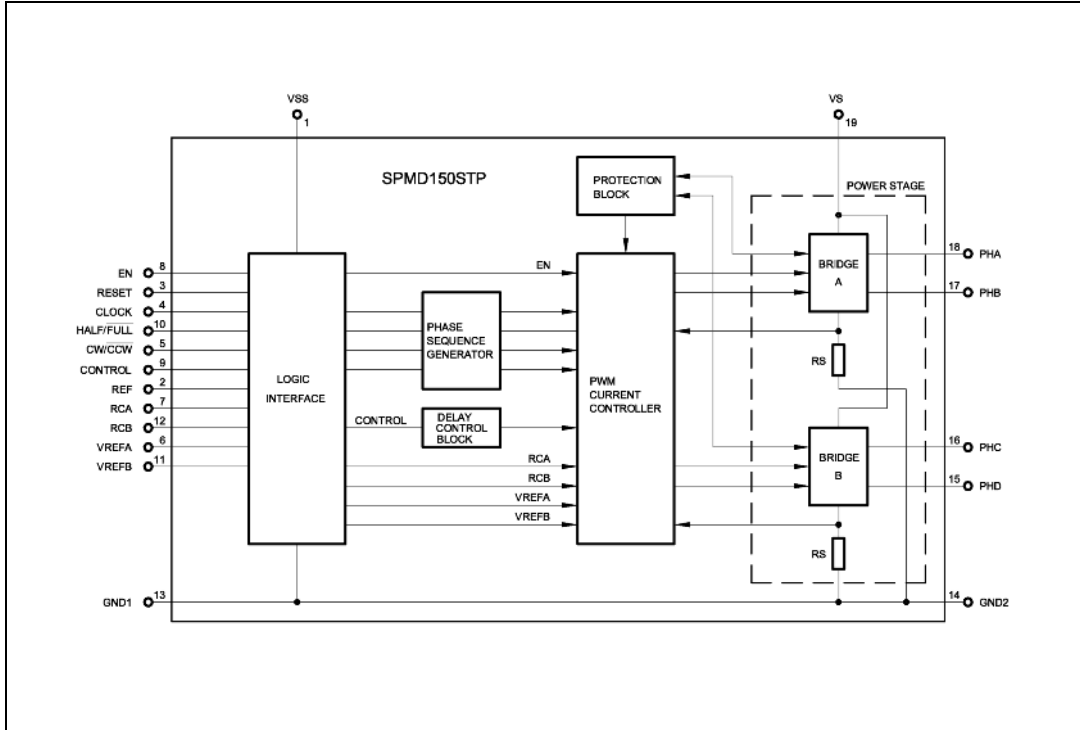 VSS
1
VS
19
SPMD150STP
PROTECTION
BLOCK
POWER STAGE
EN 8
RESET 3
CLOCK 4
HALF/FULL 10
CW/CCW 5
CONTROL 9
REF 2
RCA 7
RCB 12
VREFA 6
VREFB 11
LOGIC
INTERFACE
EN
PHASE
SEQUENCE
GENERATOR
CONTROL
DELAY
CONTROL
BLOCK
RCA
RCB
VREFA
VREFB
PWM
CURRENT
CONTROLLER
BRIDGE
A
18 PHA
17 PHB
RS
BRIDGE
B
16 PHC
15 PHD
RS
GND1 13
14 GND2